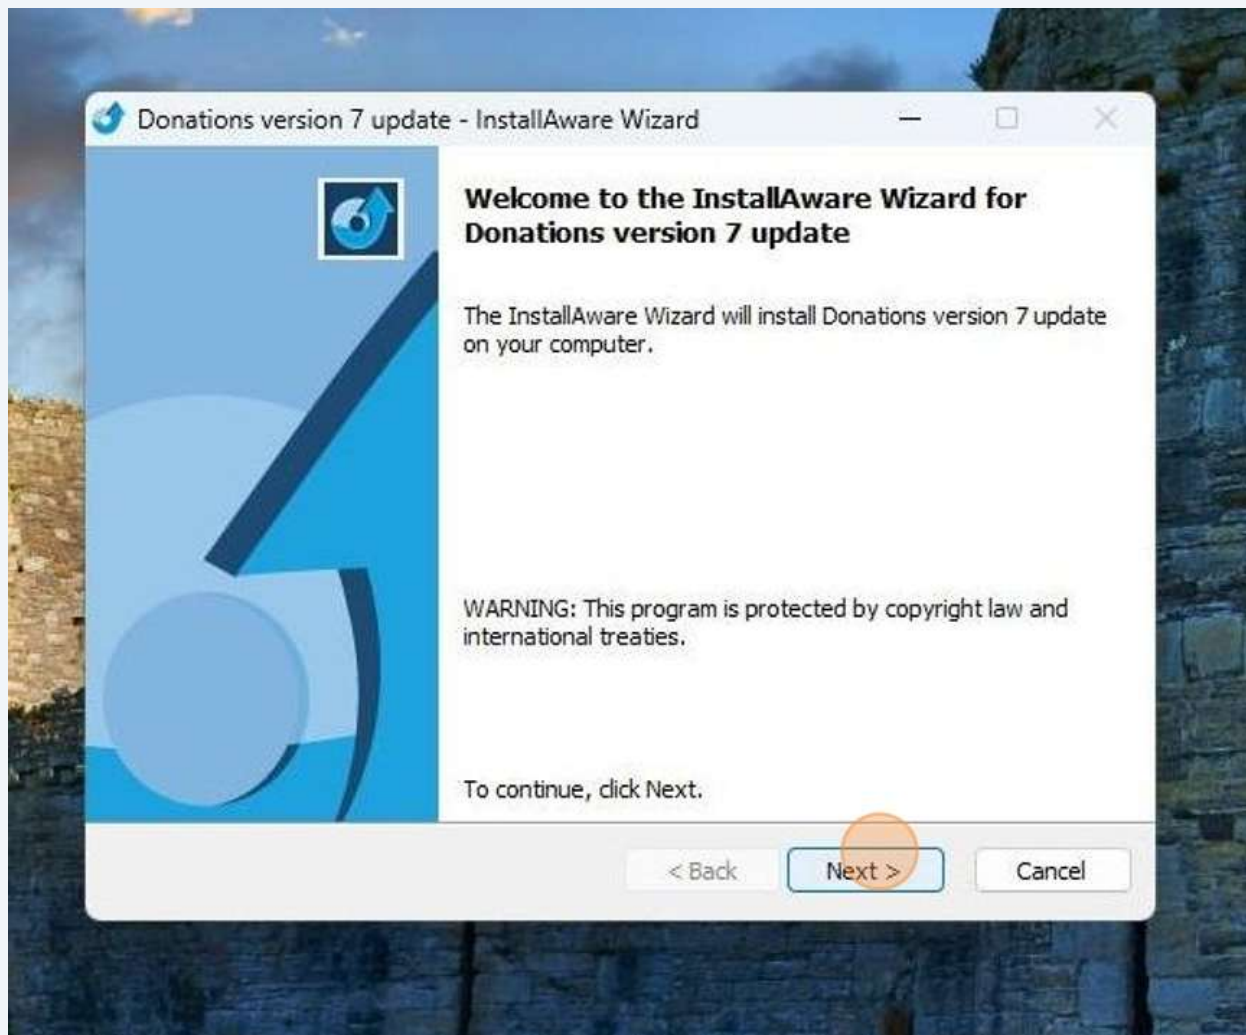 Donations version 7 update - InstallAware Wizard
Welcome to the InstallAware Wizard for
Donations version 7 update
The InstallAware Wizard will install Donations version 7 update
on your computer.
WARNING: This program is protected by copyright law and
international treaties.
To continue, click Next.
< Back
Next >
Cancel